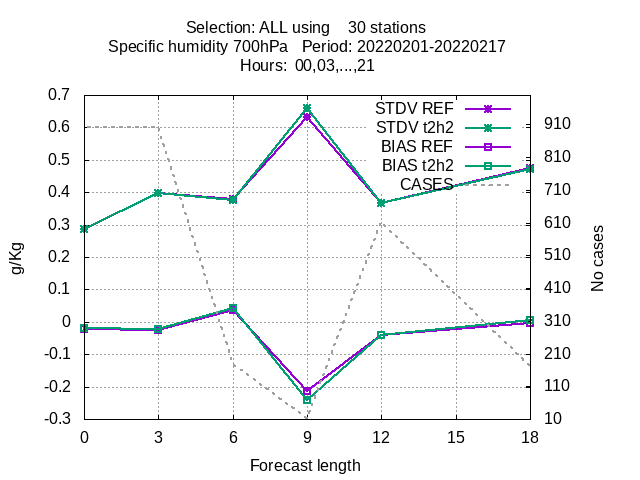 Selection: ALL using    30 stations
Specific humidity 700hPa   Period: 20220201-20220217
Hours: 00,03,...,21
STDV REF
STDV t2h2
BIAS REF
BIAS t2h2
CASES
0.7
0.6
0.5
0.4
0.3
0.2
0.1
0
-0.1
-0.2
-0.3
g/Kg
910
810
710
610
510
410
310
210
110
10
No cases
0 3 6 9 12 15 18
Forecast length